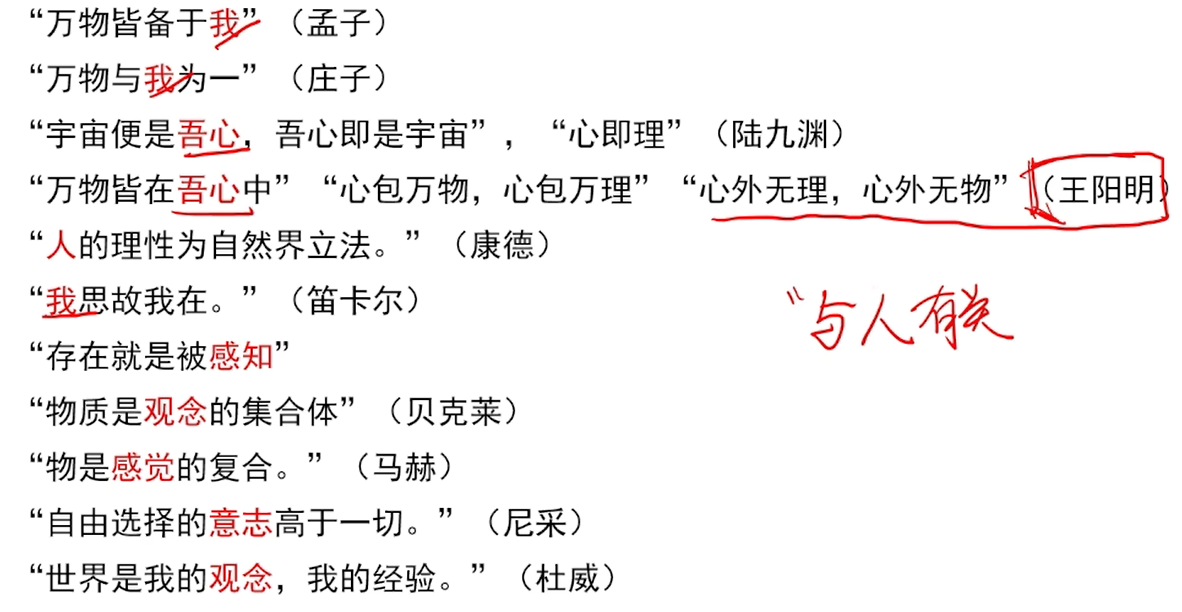 “万物皆备于我”（孟子）
“万物与我为一”（庄子）
“宇宙便是吾心，吾心即是宇宙”，“心即理”（陆九渊）
“万物皆在吾心中”“心包万物，心包万理”“心外无理，心外无物”（王阳明）
“人的理性为自然界立法。”（康德）
“我思故我在。”（笛卡尔）
“与人有关
“存在就是被感知”
“物质是观念的集合体”（贝克莱）
“物是感觉的复合。”（马赫）
“自由选择的意志高于一切。”（尼采）
“世界是我的观念，我的经验。”（杜威）